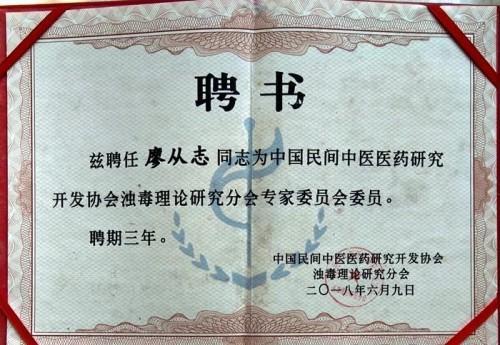 聘书
兹聘任廖从志同志为中国民间中医医药研究
开发协会浊毒理论研究分会专家委员会委员。
聘期三年。
中国民间中医医药研究开发协会
浊毒理论研究分会
二〇一八年六月九日